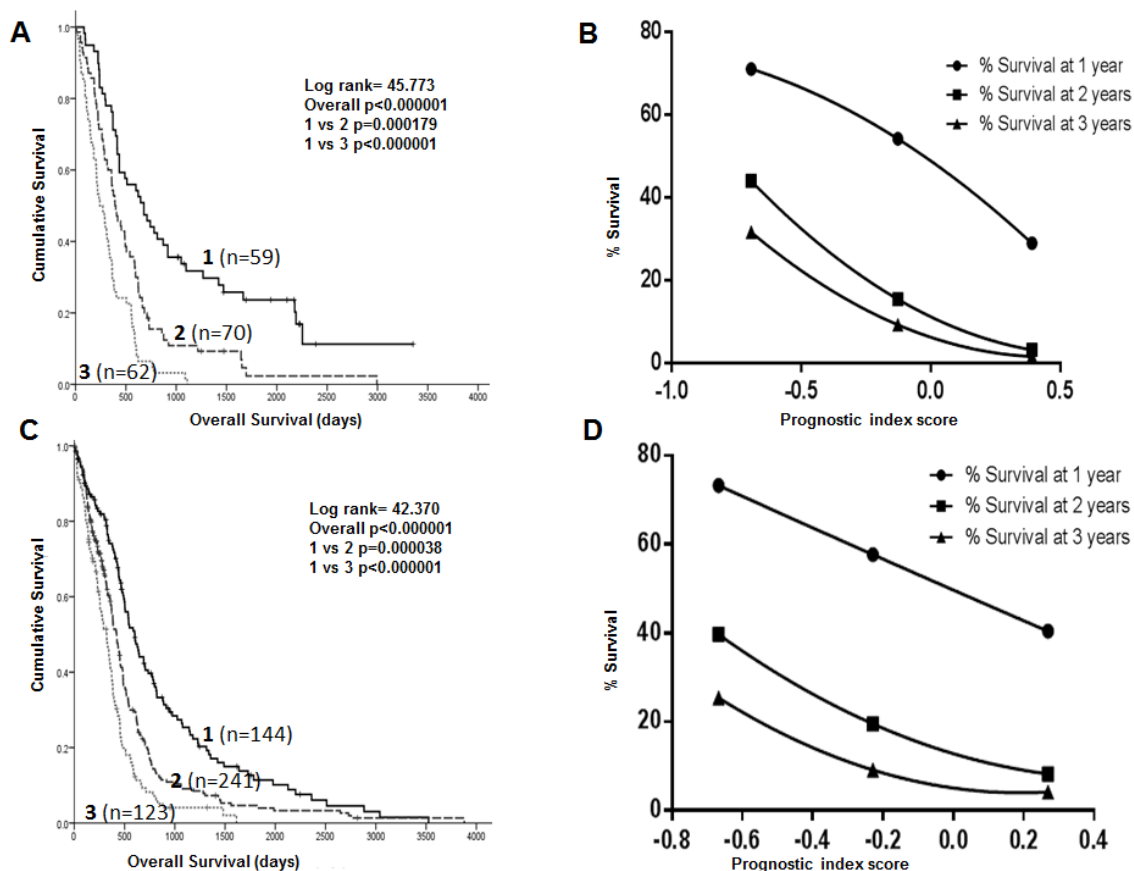 A
Log rank= 45.773
Overall p<0.000001
1 vs 2 p=0.000179
1 vs 3 p<0.000001
Cumulative Survival
1.0
0.8
0.6
0.4
0.2
0.0
1 (n=59)
2 (n=70)
3 (n=62)
0 500 1000 1500 2000 2500 3000 3500 4000
Overall Survival (days)
B
% Survival
80
60
40
20
0
% Survival at 1 year
% Survival at 2 years
% Survival at 3 years
-1.0 -0.5 0.0 0.5
Prognostic index score
C
Log rank= 42.370
Overall p<0.000001
1 vs 2 p=0.000038
1 vs 3 p<0.000001
Cumulative Survival
1.0
0.8
0.6
0.4
0.2
0.0
1 (n=144)
2 (n=241)
3 (n=123)
0 500 1000 1500 2000 2500 3000 3500 4000
Overall Survival (days)
D
% Survival
80
60
40
20
0
% Survival at 1 year
% Survival at 2 years
% Survival at 3 years
-0.8 -0.6 -0.4 -0.2 0.0 0.2 0.4
Prognostic index score